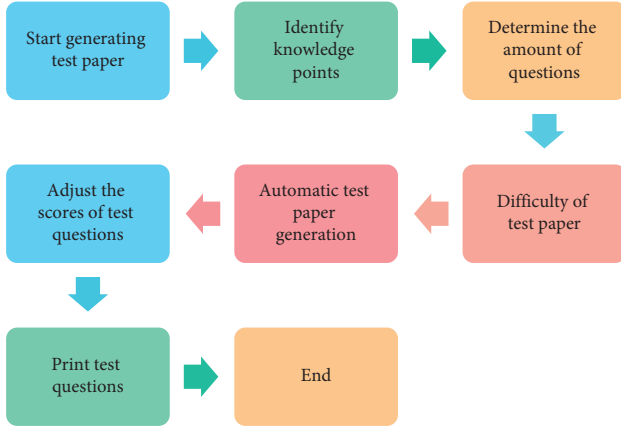 Start generating
test paper
Identify
knowledge
points
Determine the
amount of
questions
Difficulty of
test paper
Automatic test
paper
generation
Adjust the
scores of test
questions
Print test
questions
End